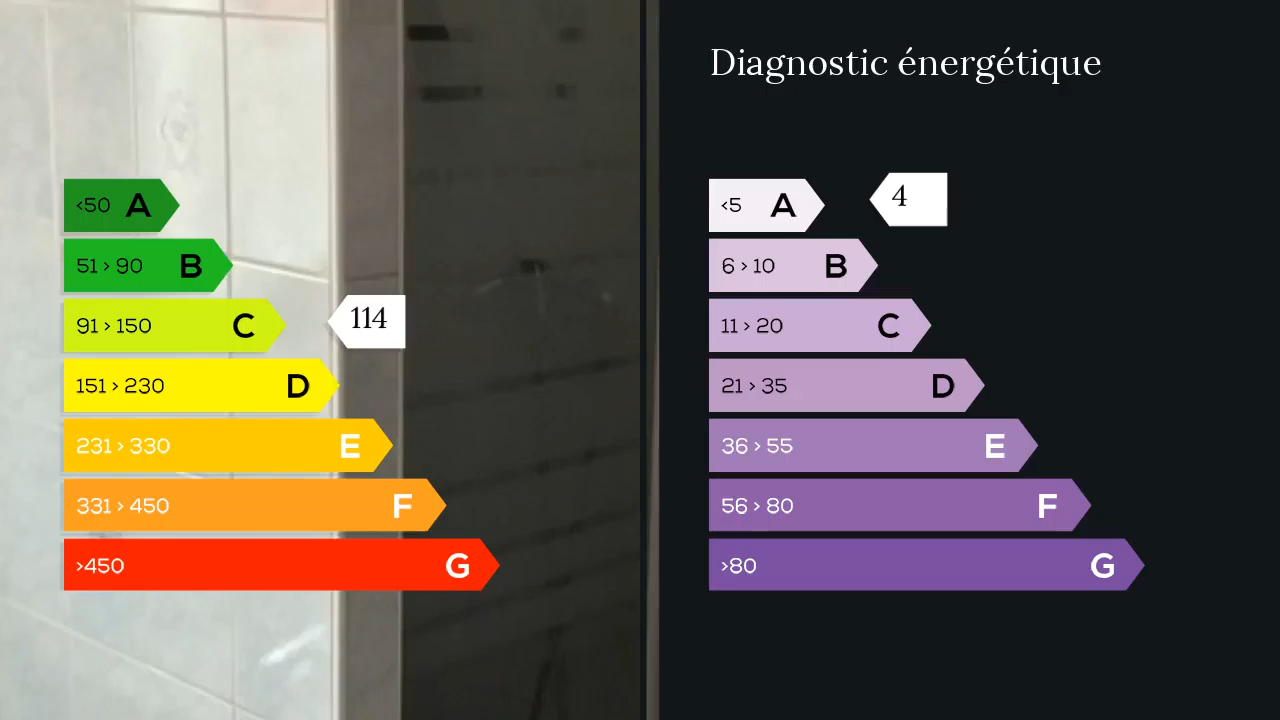 Diagnostic énergétique
<50 A
51 > 90 B
91 > 150 C
114
151 > 230 D
231 > 330 E
331 > 450 F
>450 G
<5 A
4
6 > 10 B
11 > 20 C
21 > 35 D
36 > 55 E
56 > 80 F
>80 G